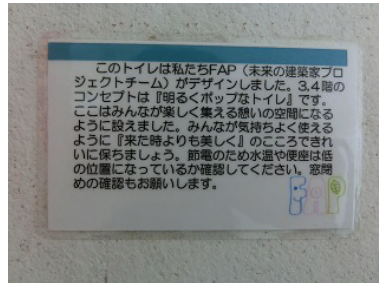 このトイレは私たちFAP（未来の建築家プロ
ジェクトチーム）がデザインしました。3,4階の
コンセプトは『明るくポップなトイレ』です。
ここはみんなが楽しく集える憩いの空間になる
ように設えました。みんなが気持ちよく使える
ように『来た時よりも美しく』のこころできれ
いに保ちましょう。節電のため水温や便座は低
の位置になっているか確認してください。窓閉
めの確認もお願いします。
FAP